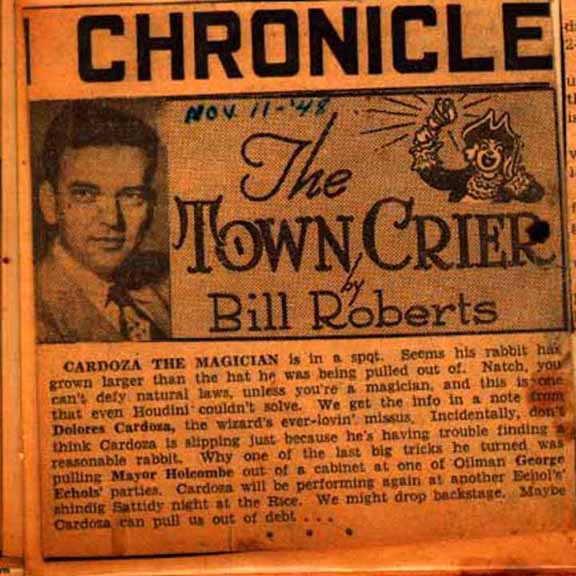 CHRONICLE
NOV 11-'48
The
TOWN CRIER
by
Bill Roberts
CARDOZA THE MAGICIAN is in a spot. Seems his rabbit has
grown larger than the hat he was being pulled out of. Natch, you
can't defy natural laws, unless you're a magician, and this is one
that even Houdini couldn't solve. We get the info in a note from
Dolores Cardoza, the wizard's ever-lovin' missus. Incidentally, don't
think Cardoza is slipping just because he's having trouble finding a
reasonable rabbit. Why one of the last big tricks he turned was
pulling Mayor Holcombe out of a cabinet at one of Oilman George
Echols' parties. Cardoza will be performing again at another Echol's'
shindig Sattidy night at the Rice. We might drop backstage. Maybe
Cardoza can pull us out of debt . . .